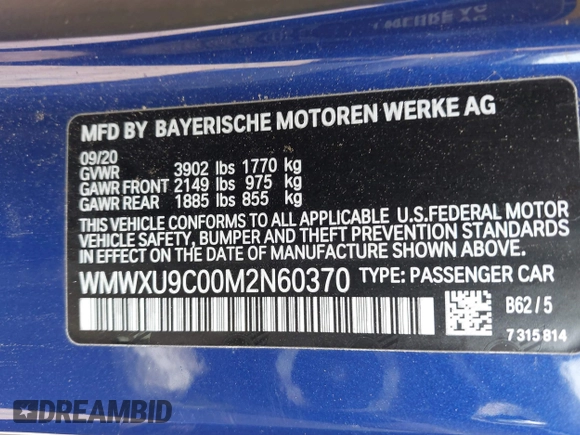 MFD BY BAYERISCHE MOTOREN WERKE AG
09/20
GVWR 3902 lbs 1770 kg
GAWR FRONT 2149 lbs 975 kg
GAWR REAR 1885 lbs 855 kg
THIS VEHICLE CONFORMS TO ALL APPLICABLE U.S.FEDERAL MOTOR
VEHICLE SAFETY, BUMPER AND THEFT PREVENTION STANDARDS
IN EFFECT ON THE DATE OF MANUFACTURE SHOWN ABOVE.
WMWXU9C00M2N60370 TYPE: PASSENGER CAR
B62 / 5
7 315 814
DREAMBID